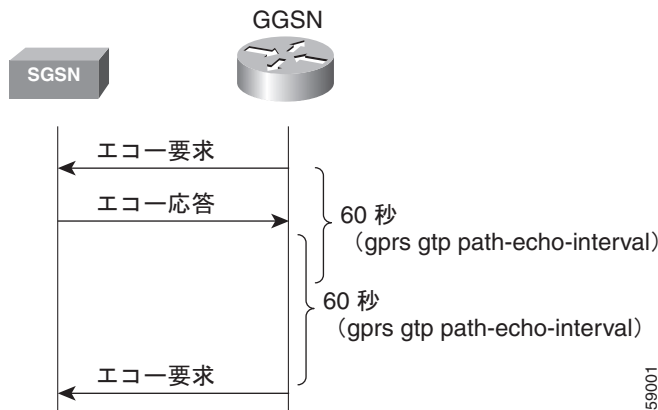 GGSN
SGSN
エコー要求
エコー応答
60 秒
（gprs gtp path-echo-interval）
60 秒
（gprs gtp path-echo-interval）
エコー要求
59001